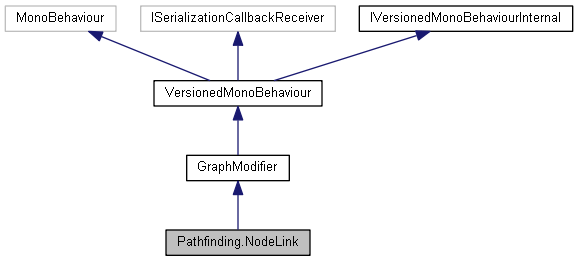 MonoBehaviour
ISerializationCallbackReceiver
IVersionedMonoBehaviourInternal
VersionedMonoBehaviour
GraphModifier
Pathfinding.NodeLink